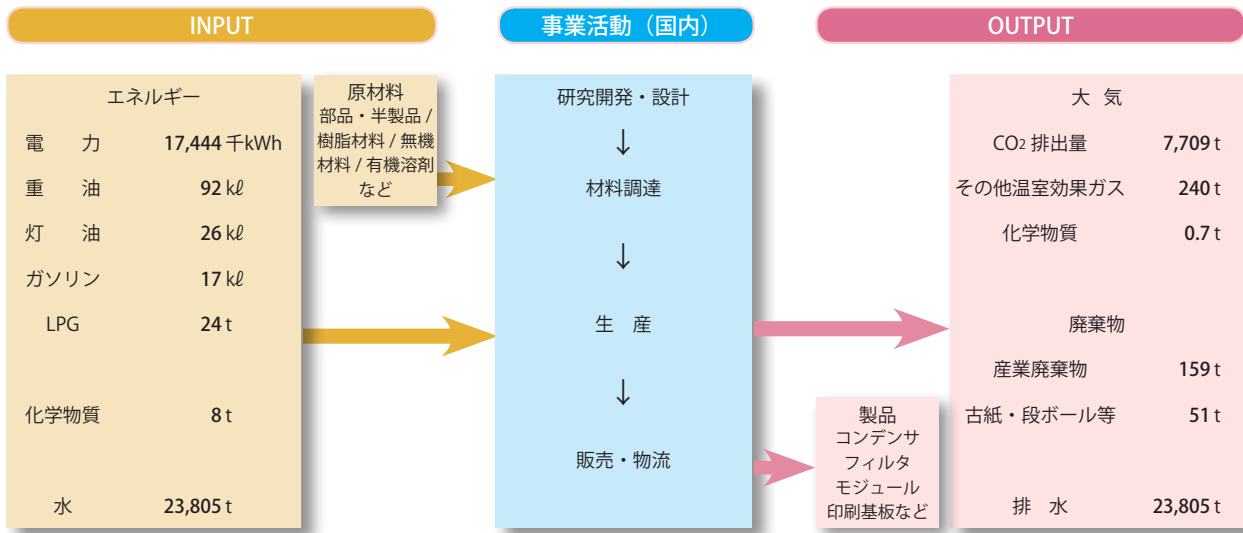 INPUT
事業活動（国内）
OUTPUT
エネルギー
電　力 17,444 千kWh
重　油 92 kℓ
灯　油 26 kℓ
ガソリン 17 kℓ
LPG 24 t
化学物質 8 t
水 23,805 t
原材料
部品・半製品 /
樹脂材料 / 無機
材料 / 有機溶剤
など
研究開発・設計
↓
材料調達
↓
生　産
↓
販売・物流
製品
コンデンサ
フィルタ
モジュール
印刷基板など
大　気
CO2 排出量 7,709 t
その他温室効果ガス 240 t
化学物質 0.7 t
廃棄物
産業廃棄物 159 t
古紙・段ボール等 51 t
排　水 23,805 t